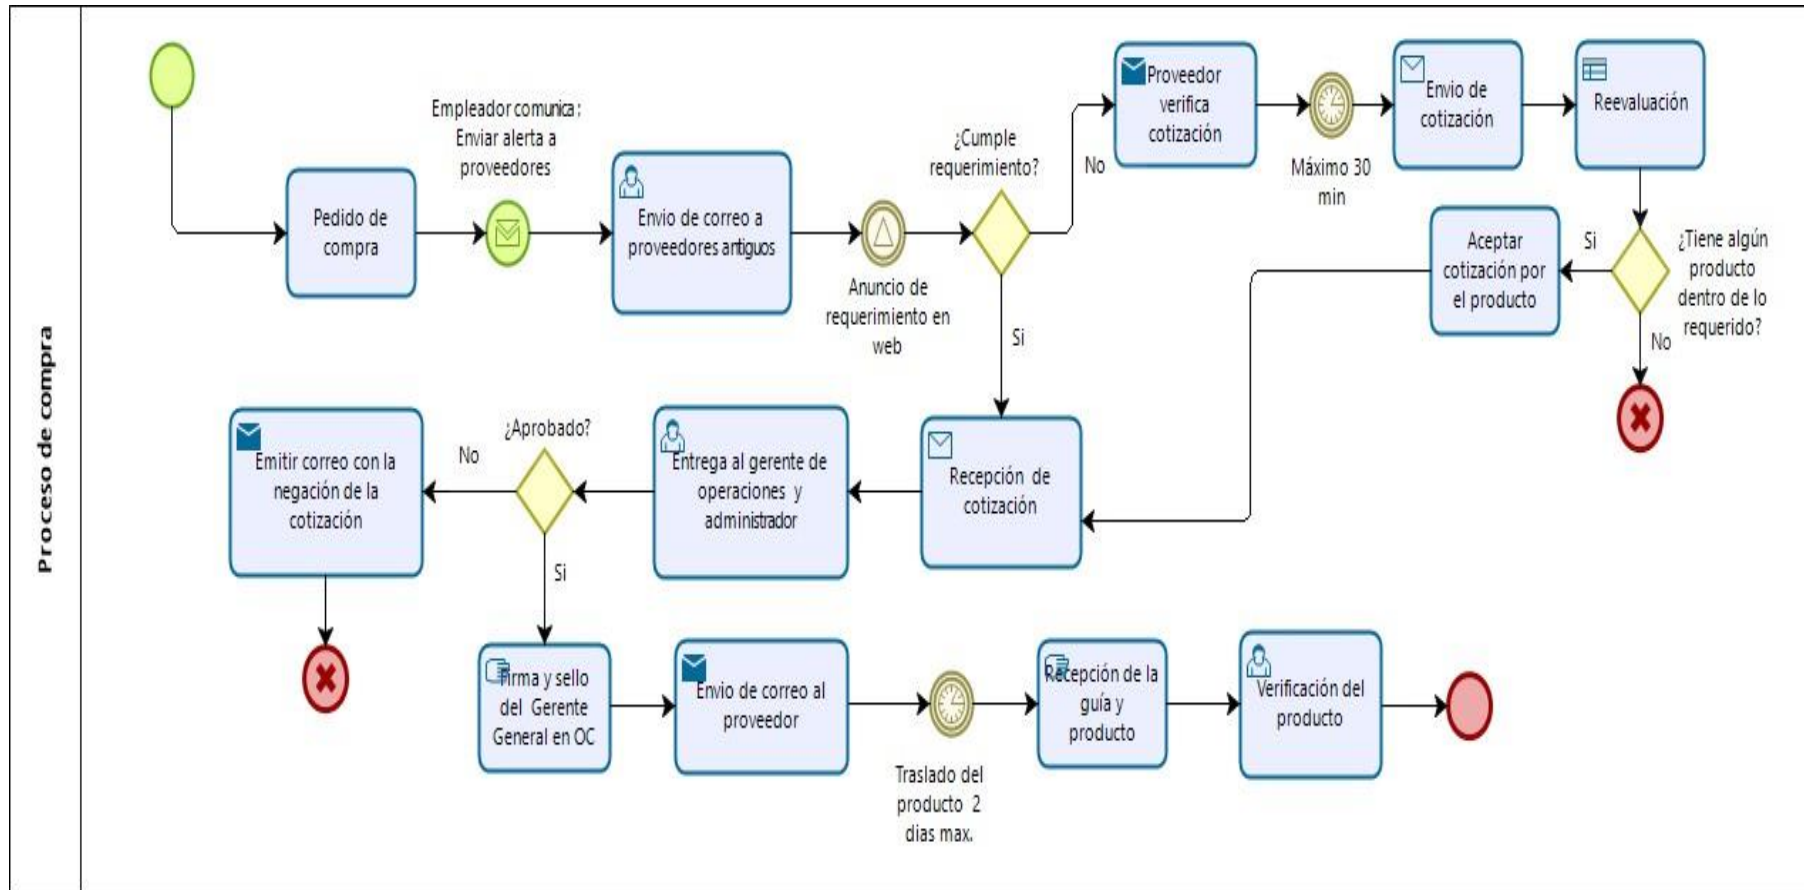 Proceso de compra
Pedido de
compra
Empleador comunica:
Enviar alerta a
proveedores
Envio de correo a
proveedores antiguos
Anuncio de
requerimiento en
web
¿Cumple
requerimiento?
No
Si
Proveedor
verifica
cotización
Máximo 30
min
Envio de
cotización
Reevaluación
¿Tiene algún
producto
dentro de lo
requerido?
Si
No
Aceptar
cotización por
el producto
Recepción de
cotización
Entrega al gerente de
operaciones y
administrador
¿Aprobado?
No
Si
Emitir correo con la
negación de la
cotización
Firma y sello
del Gerente
General en OC
Envio de correo al
proveedor
Traslado del
producto 2
dias max.
Recepción de la
guía y
producto
Verificación del
producto